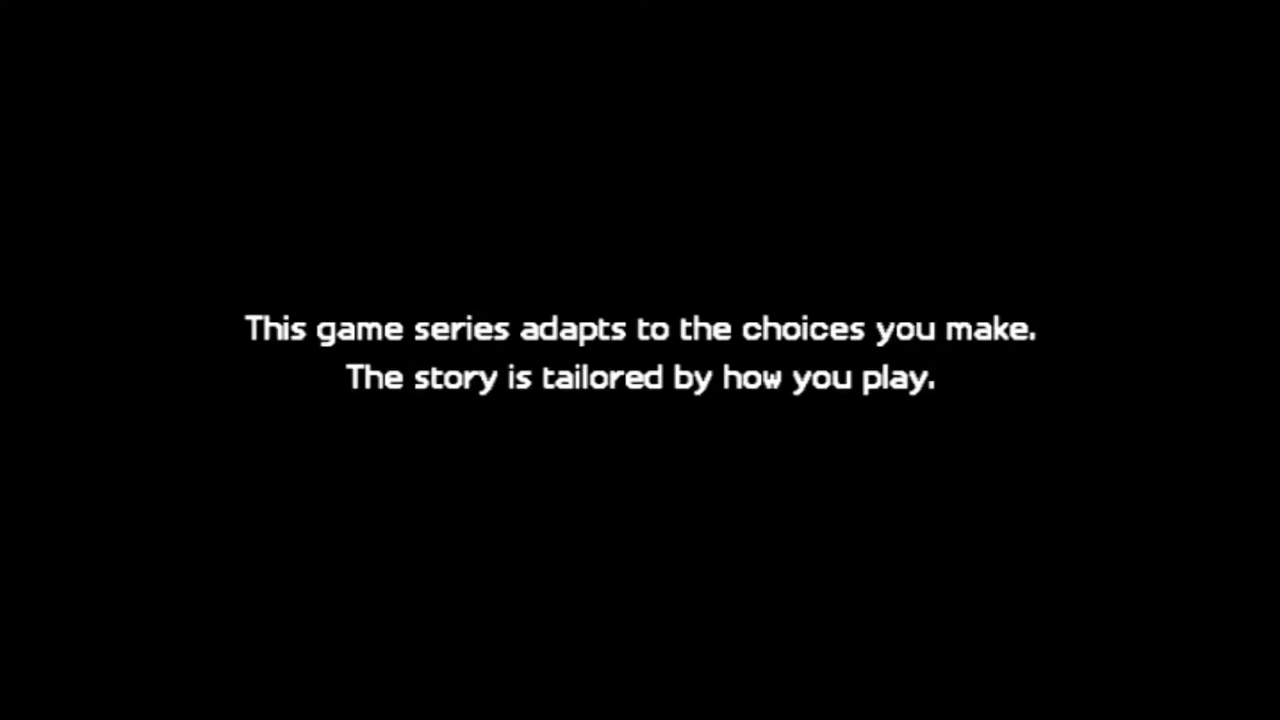 This game series adapts to the choices you make.
The story is tailored by how you play.